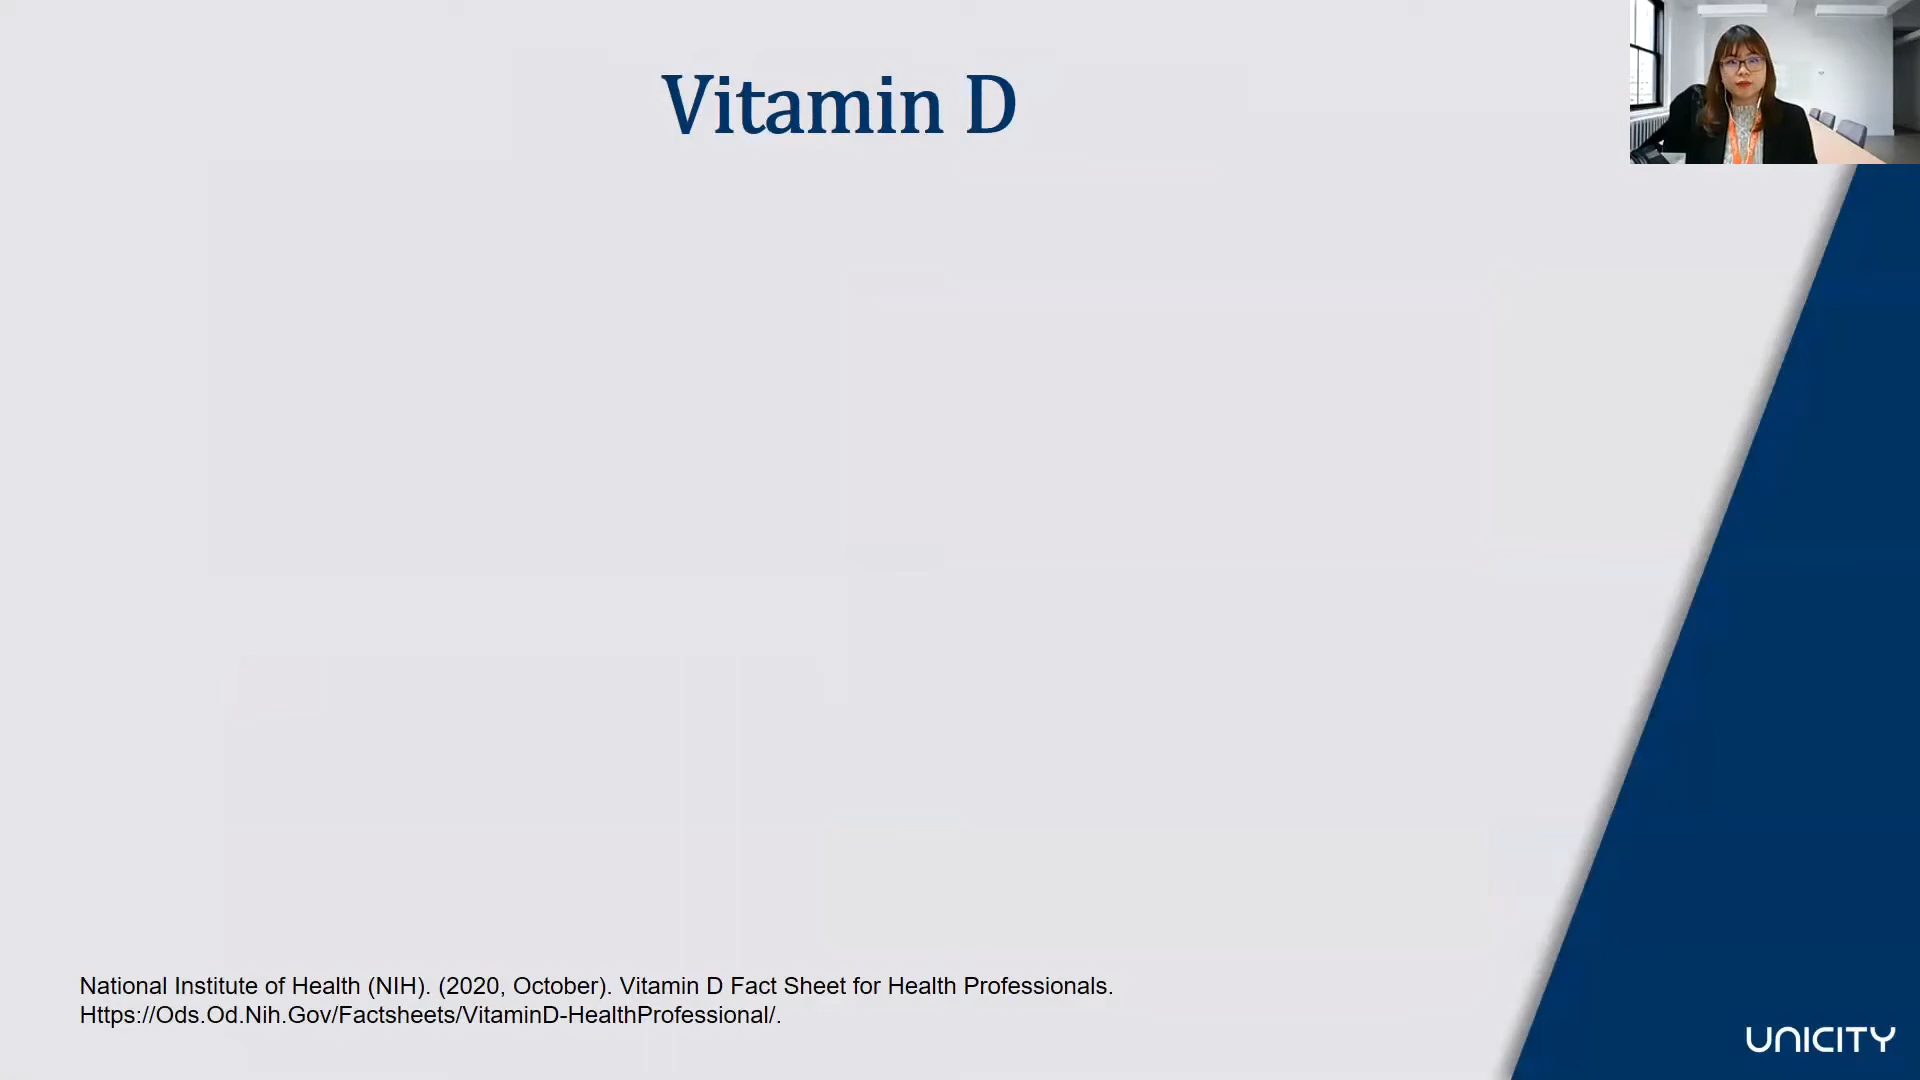 Vitamin D
National Institute of Health (NIH). (2020, October). Vitamin D Fact Sheet for Health Professionals.
Https://Ods.Od.Nih.Gov/Factsheets/VitaminD-HealthProfessional/.
UNICITY